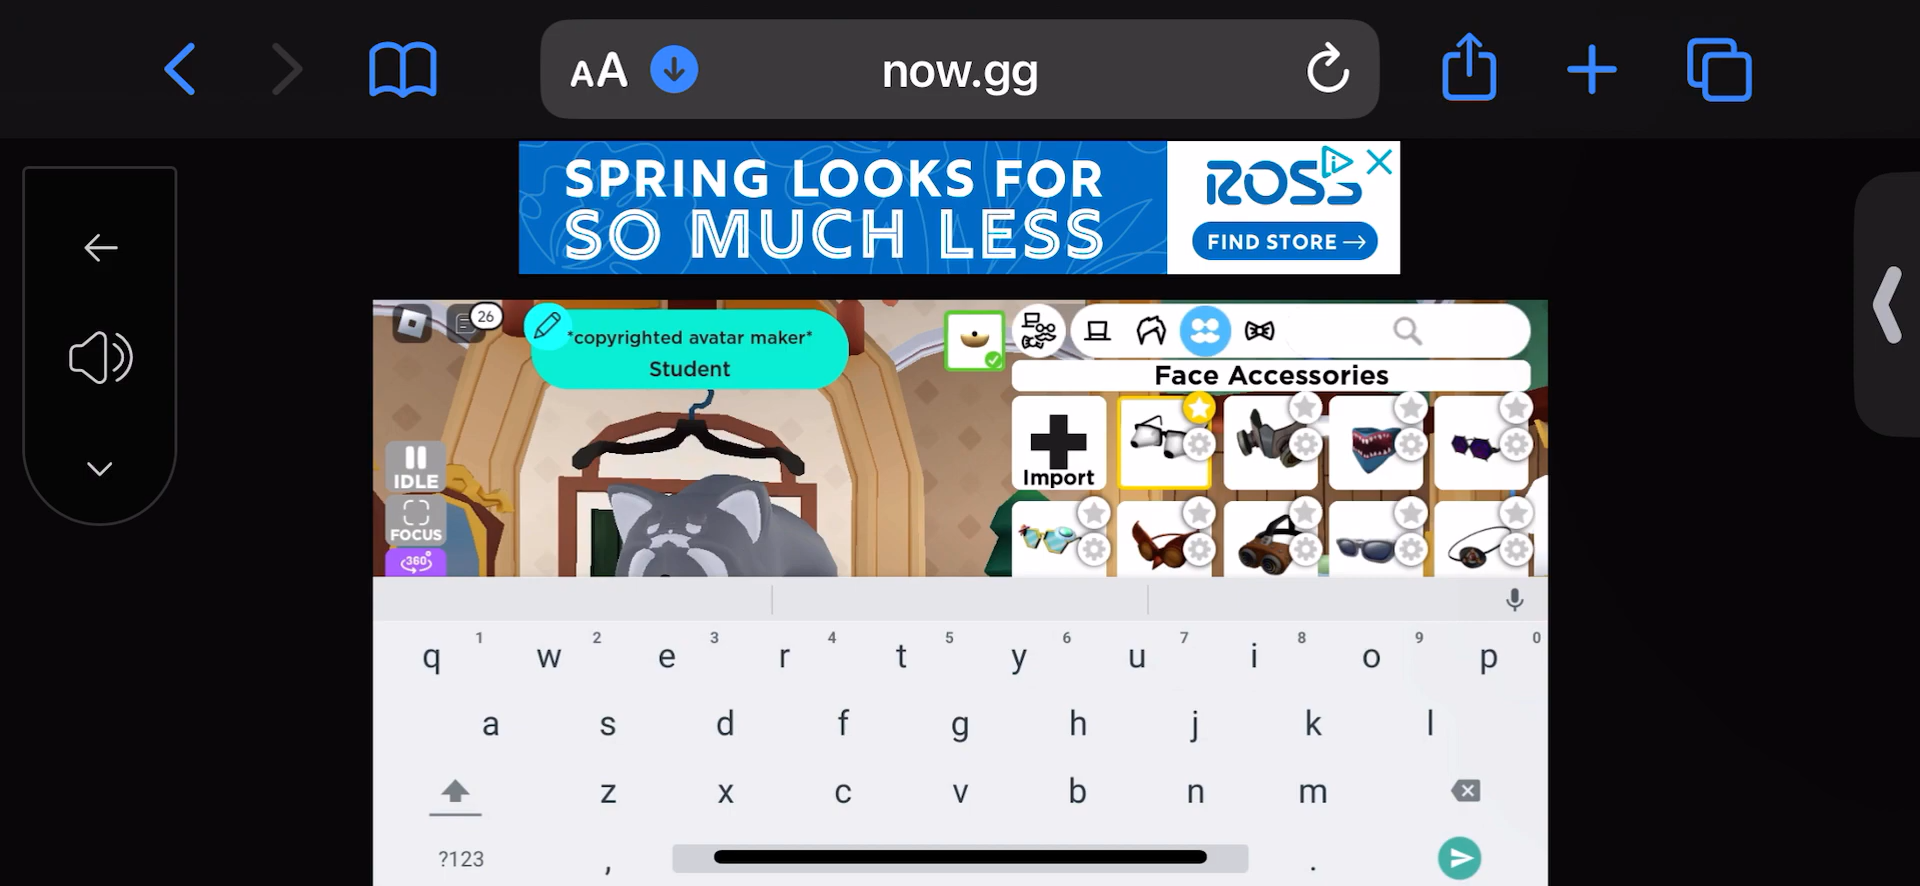 AA
now.gg
SPRING LOOKS FOR
SO MUCH LESS
ROSS
FIND STORE →
26
*copyrighted avatar maker*
Student
Face Accessories
Import
IDLE
FOCUS
360°
q 1 w 2 e 3 r 4 t 5 y 6 u 7 i 8 o 9 p 0
a s d f g h j k l
z x c v b n m
?123 , .